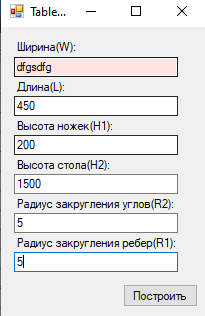 Table...
Ширина(W):
dfgsdfg
Длина(L):
450
Высота ножек(H1):
200
Высота стола(H2):
1500
Радиус закругления углов(R2):
5
Радиус закругления ребер(R1):
5
Построить